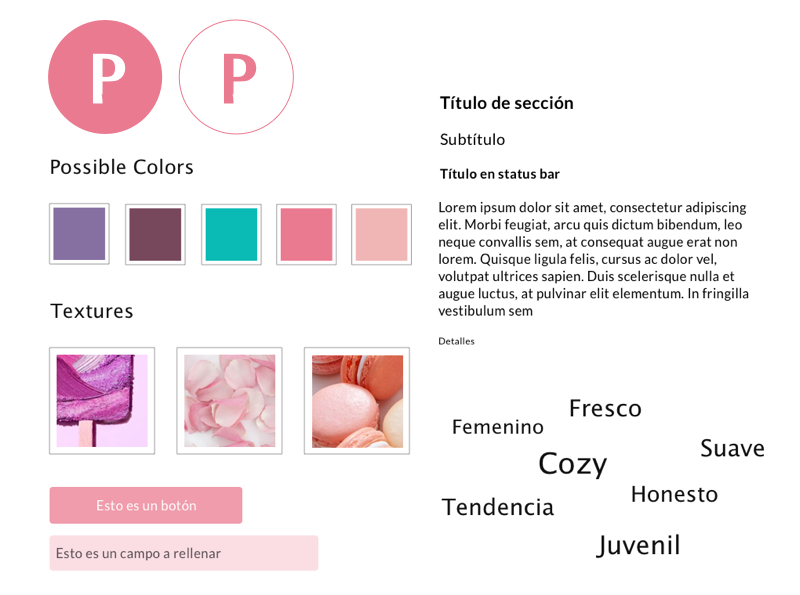 P P
Possible Colors
Textures
Esto es un botón
Esto es un campo a rellenar
Título de sección
Subtítulo
Título en status bar
Lorem ipsum dolor sit amet, consectetur adipiscing
elit. Morbi feugiat, arcu quis dictum bibendum, leo
neque convallis sem, at consequat augue erat non
lorem. Quisque ligula felis, cursus ac dolor vel,
volutpat ultrices sapien. Duis scelerisque nulla et
augue luctus, at pulvinar elit elementum. In fringilla
vestibulum sem
Detalles
Fresco
Femenino
Suave
Cozy
Honesto
Tendencia
Juvenil